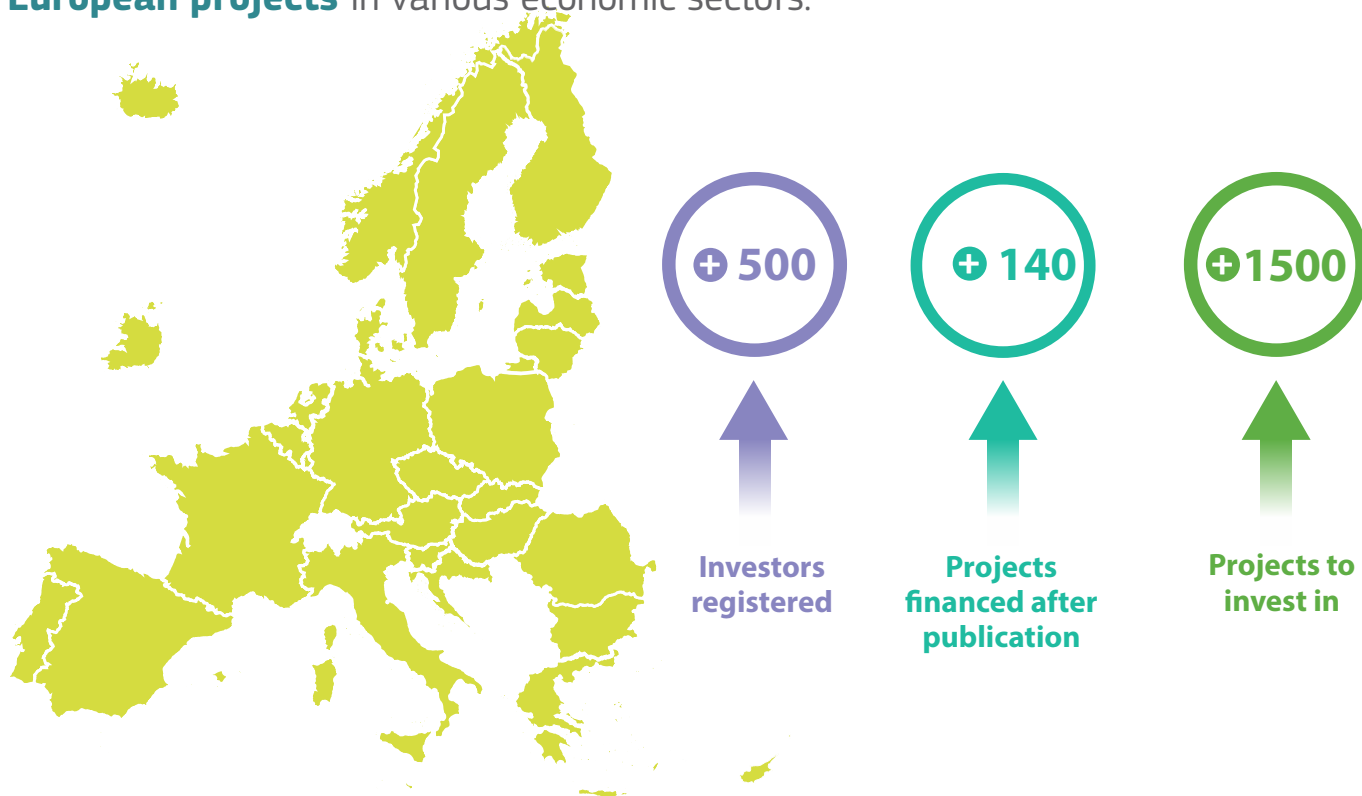 European projects in various economic sectors.
+ 500
+ 140
+1500
Investors
registered
Projects
financed after
publication
Projects to
invest in